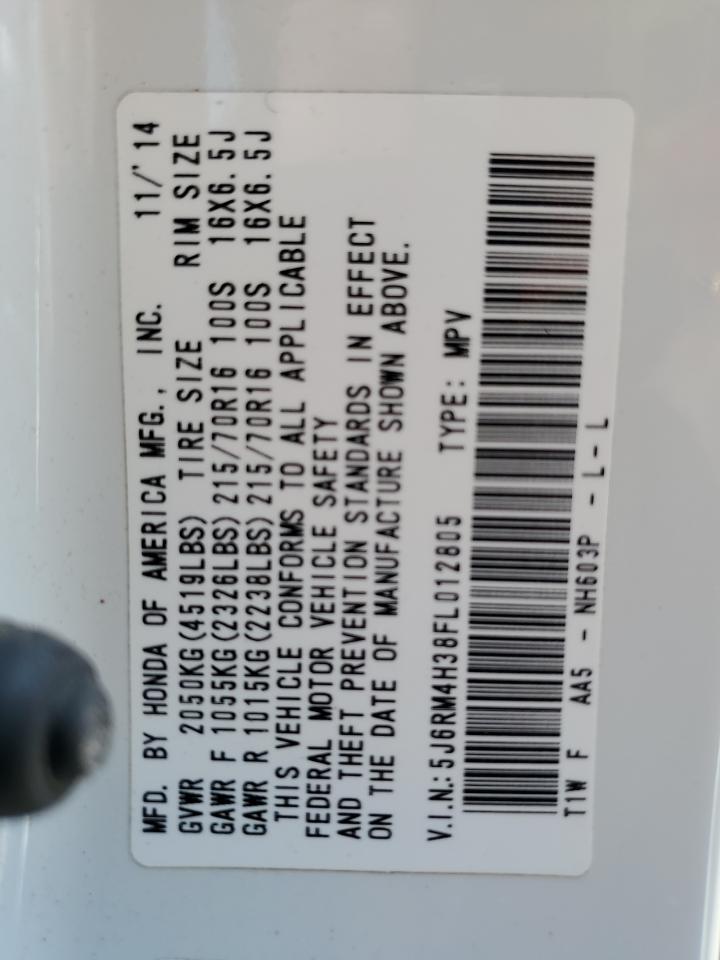 MFD. BY HONDA OF AMERICA MFG., INC. 11/'14
GVWR 2050KG(4519LBS) TIRE SIZE RIM SIZE
GAWR F 1055KG(2326LBS) 215/70R16 100S 16X6.5J
GAWR R 1015KG(2238LBS) 215/70R16 100S 16X6.5J
THIS VEHICLE CONFORMS TO ALL APPLICABLE
FEDERAL MOTOR VEHICLE SAFETY
AND THEFT PREVENTION STANDARDS IN EFFECT
ON THE DATE OF MANUFACTURE SHOWN ABOVE.
V.I.N.: 5J6RM4H38FL012805 TYPE: MPV
T1W F AA5 - NH603P - L - L